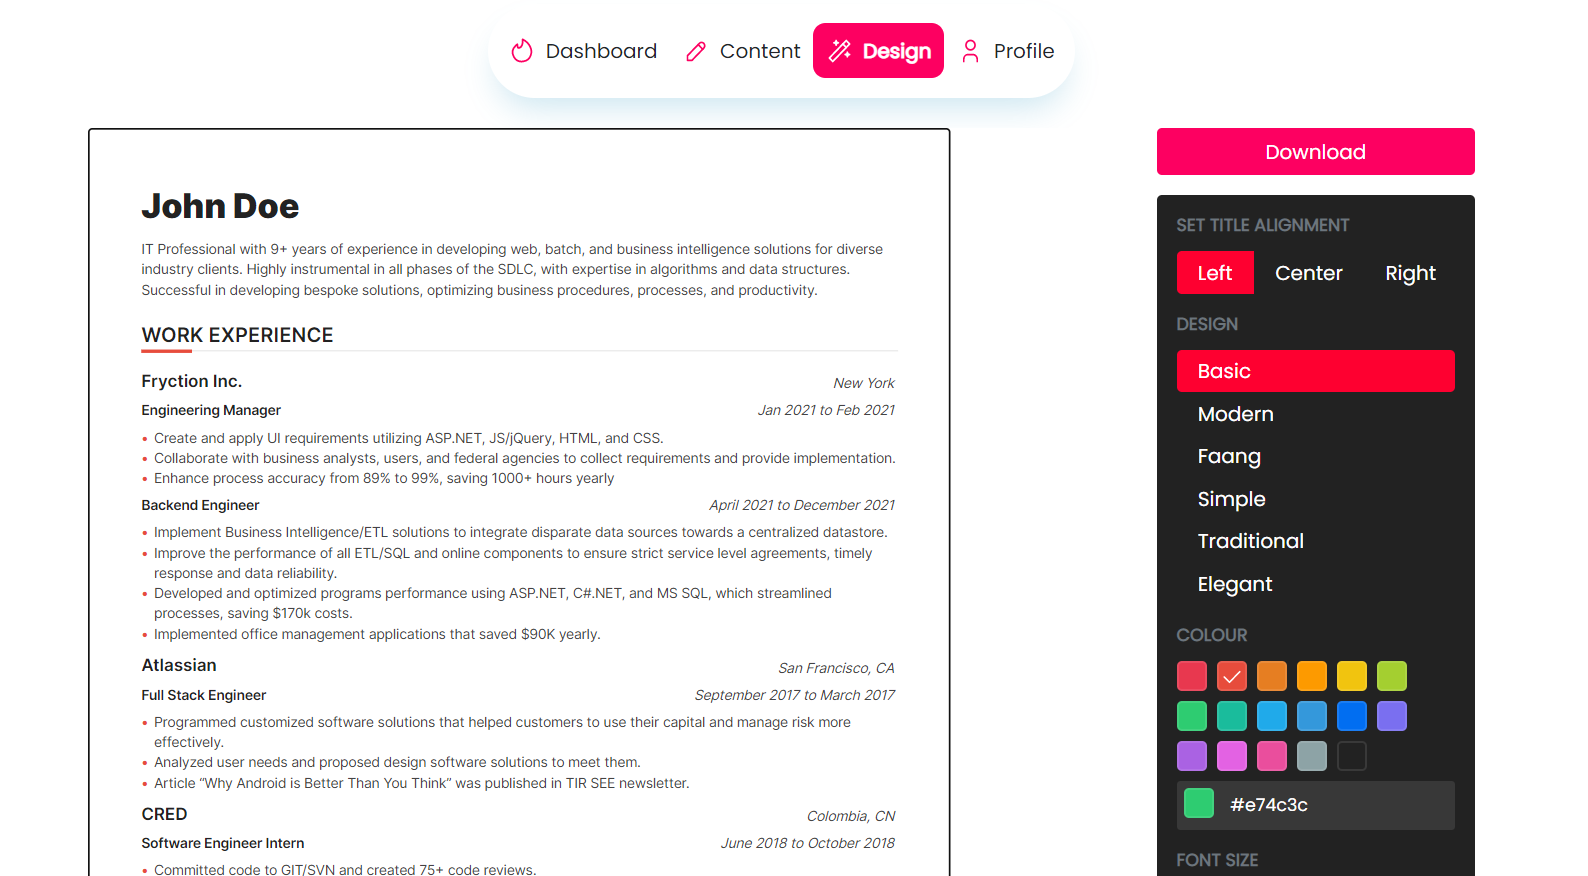 Dashboard Content Design Profile
Download
John Doe
IT Professional with 9+ years of experience in developing web, batch, and business intelligence solutions for diverse
industry clients. Highly instrumental in all phases of the SDLC, with expertise in algorithms and data structures.
Successful in developing bespoke solutions, optimizing business procedures, processes, and productivity.
WORK EXPERIENCE
Fryction Inc. New York
Engineering Manager Jan 2021 to Feb 2021
• Create and apply UI requirements utilizing ASP.NET, JS/jQuery, HTML, and CSS.
• Collaborate with business analysts, users, and federal agencies to collect requirements and provide implementation.
• Enhance process accuracy from 89% to 99%, saving 1000+ hours yearly
Backend Engineer April 2021 to December 2021
• Implement Business Intelligence/ETL solutions to integrate disparate data sources towards a centralized datastore.
• Improve the performance of all ETL/SQL and online components to ensure strict service level agreements, timely
response and data reliability.
• Developed and optimized programs performance using ASP.NET, C#.NET, and MS SQL, which streamlined
processes, saving $170k costs.
• Implemented office management applications that saved $90K yearly.
Atlassian San Francisco, CA
Full Stack Engineer September 2017 to March 2017
• Programmed customized software solutions that helped customers to use their capital and manage risk more
effectively.
• Analyzed user needs and proposed design software solutions to meet them.
• Article “Why Android is Better Than You Think” was published in TIR SEE newsletter.
CRED Colombia, CN
Software Engineer Intern June 2018 to October 2018
• Committed code to GIT/SVN and created 75+ code reviews.
SET TITLE ALIGNMENT
Left Center Right
DESIGN
Basic
Modern
Faang
Simple
Traditional
Elegant
COLOUR
#e74c3c
FONT SIZE